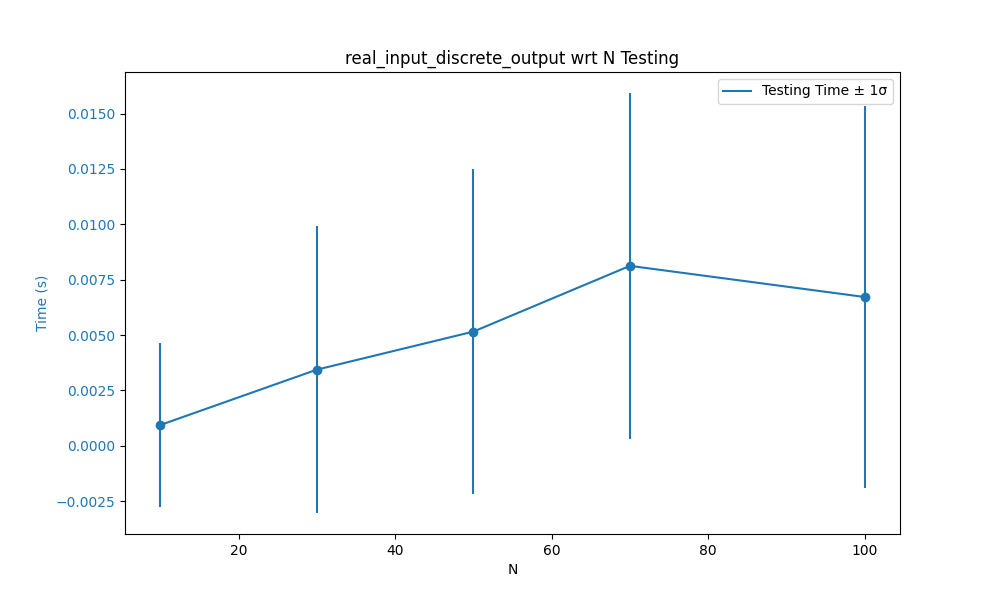 real_input_discrete_output wrt N Testing
Testing Time ± 1σ
0.0150
0.0125
0.0100
0.0075
0.0050
0.0025
0.0000
−0.0025
Time (s)
20 40 60 80 100
N